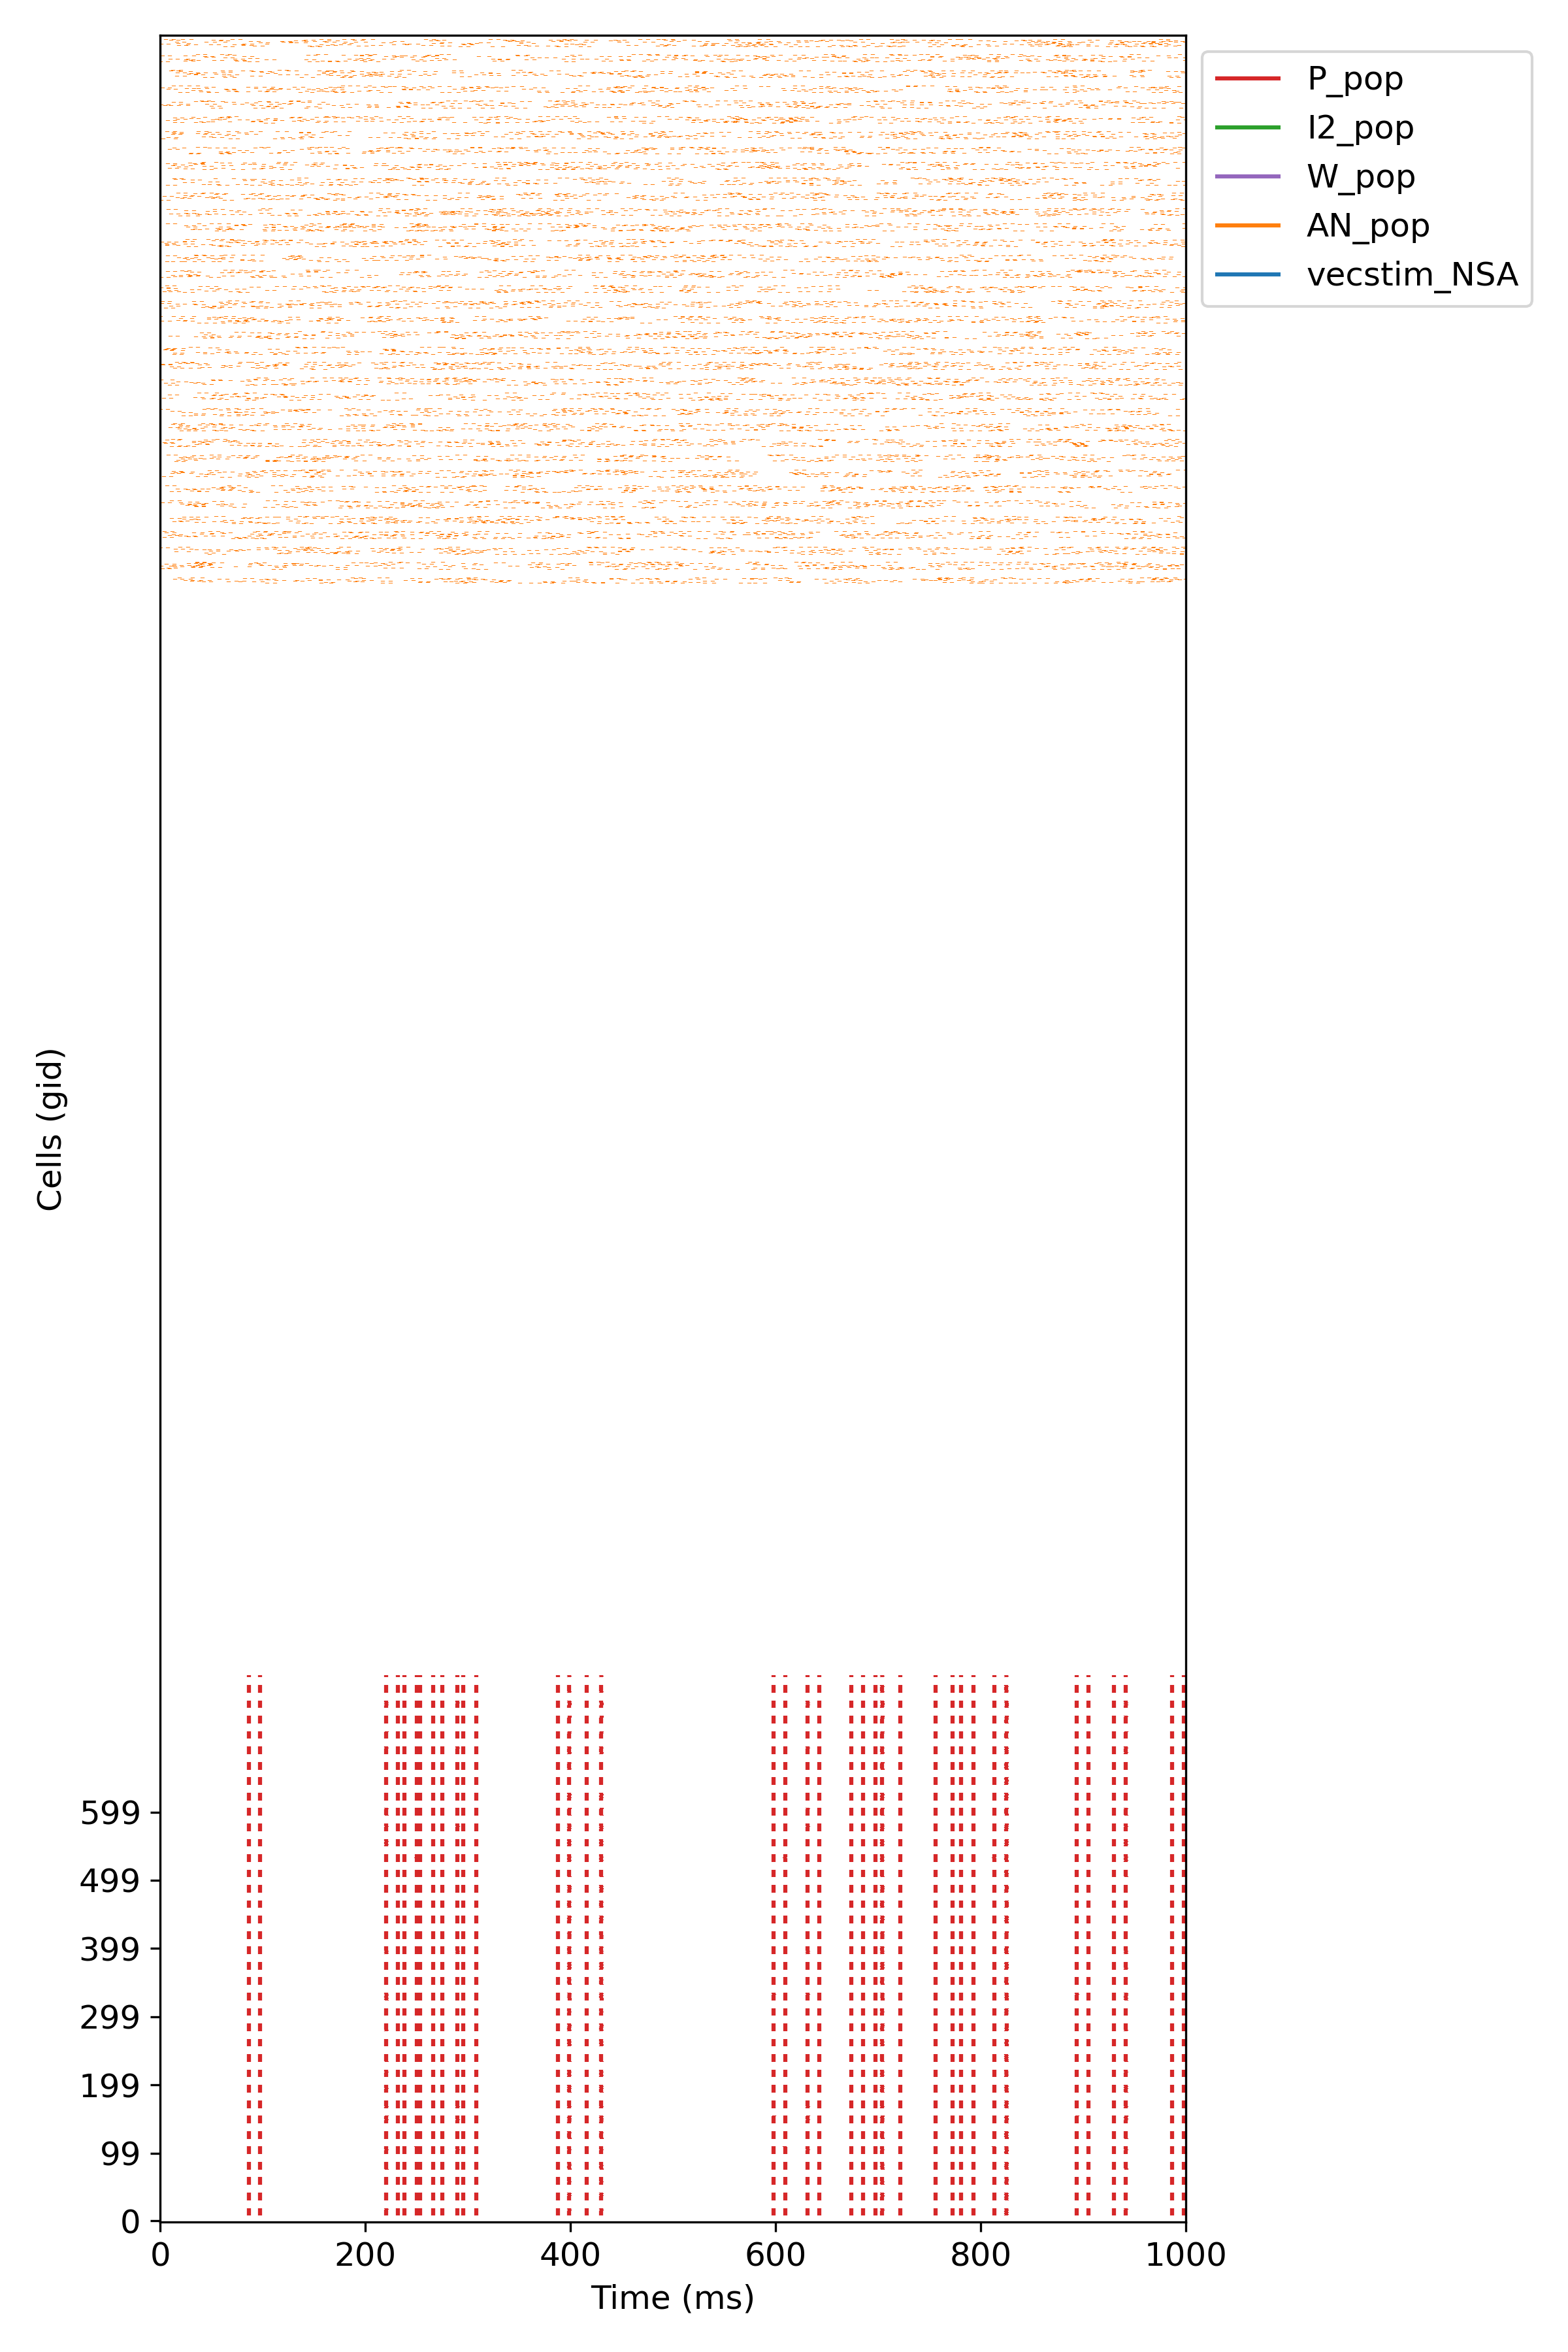 P_pop
I2_pop
W_pop
AN_pop
vecstim_NSA
Cells (gid)
599
499
399
299
199
99
0
0 200 400 600 800 1000
Time (ms)